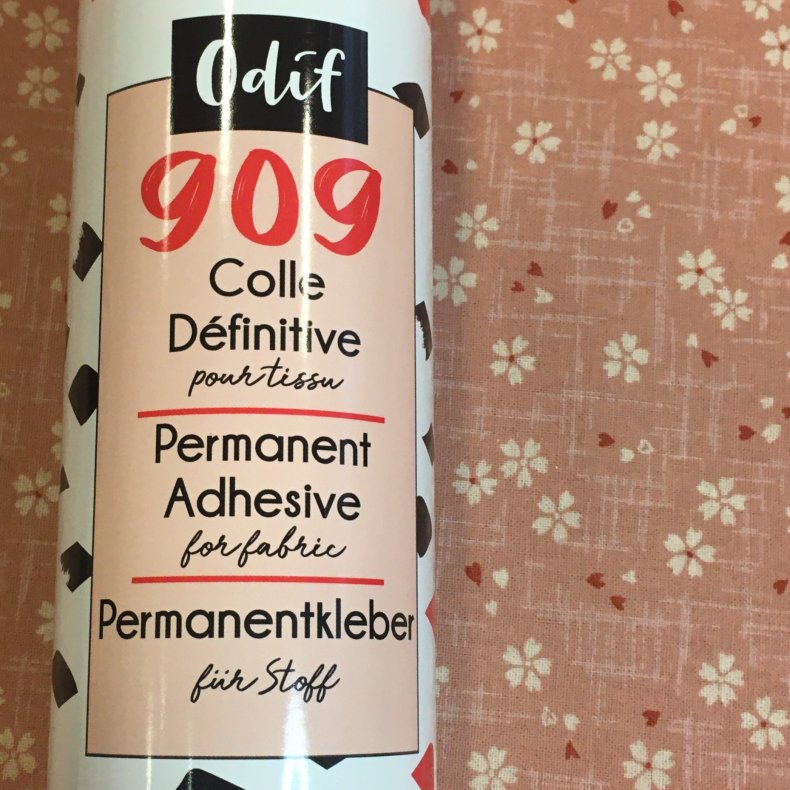 Odif
909
Colle
Définitive
pour tissu
Permanent
Adhesive
for fabric
Permanentkleber
für Stoff